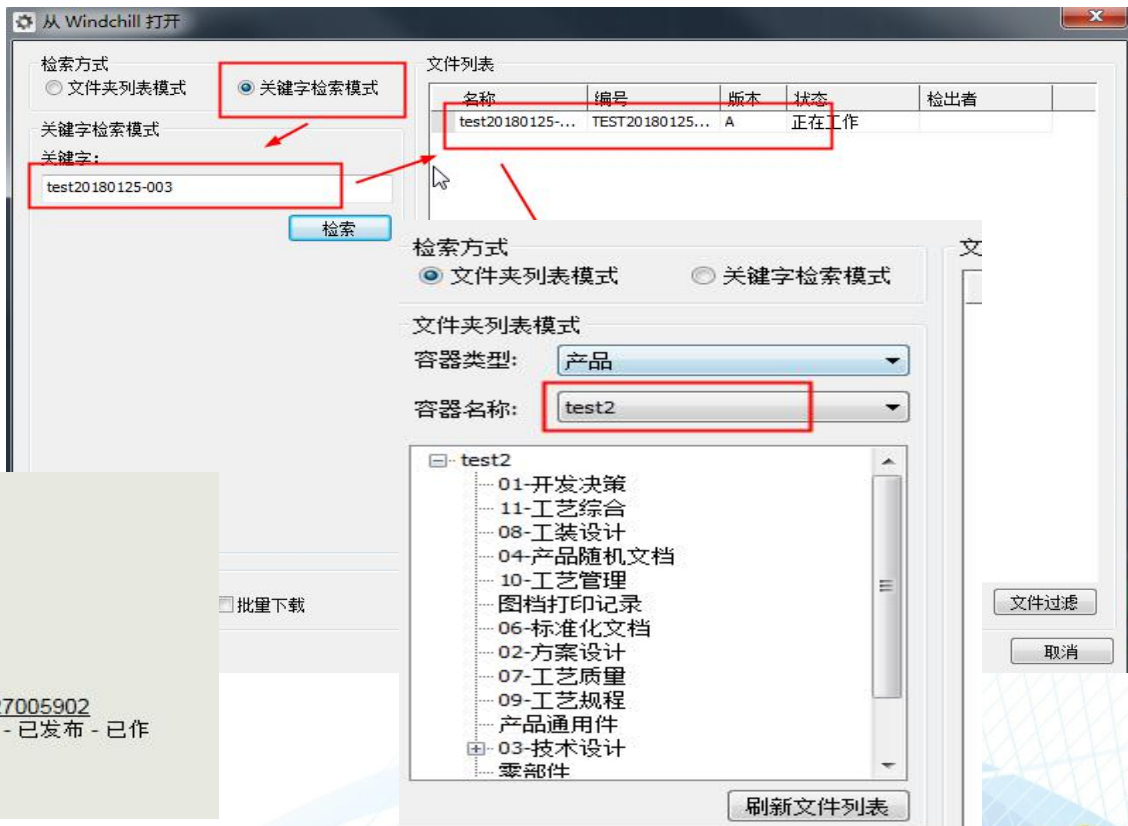 从 Windchill 打开
检索方式
文件夹列表模式 关键字检索模式
关键字检索模式
关键字:
test20180125-003
检索
文件列表
名称 编号 版本 状态 检出者
test20180125-... TEST20180125... A 正在工作
检索方式
文件夹列表模式 关键字检索模式
文
文件夹列表模式
容器类型: 产品
容器名称: test2
test2
01-开发决策
11-工艺综合
08-工装设计
04-产品随机文档
10-工艺管理
图档打印记录
06-标准化文档
02-方案设计
07-工艺质量
09-工艺规程
产品通用件
03-技术设计
零部件
刷新文件列表
批量下载
文件过滤
取消
7005902
- 已发布 - 已作